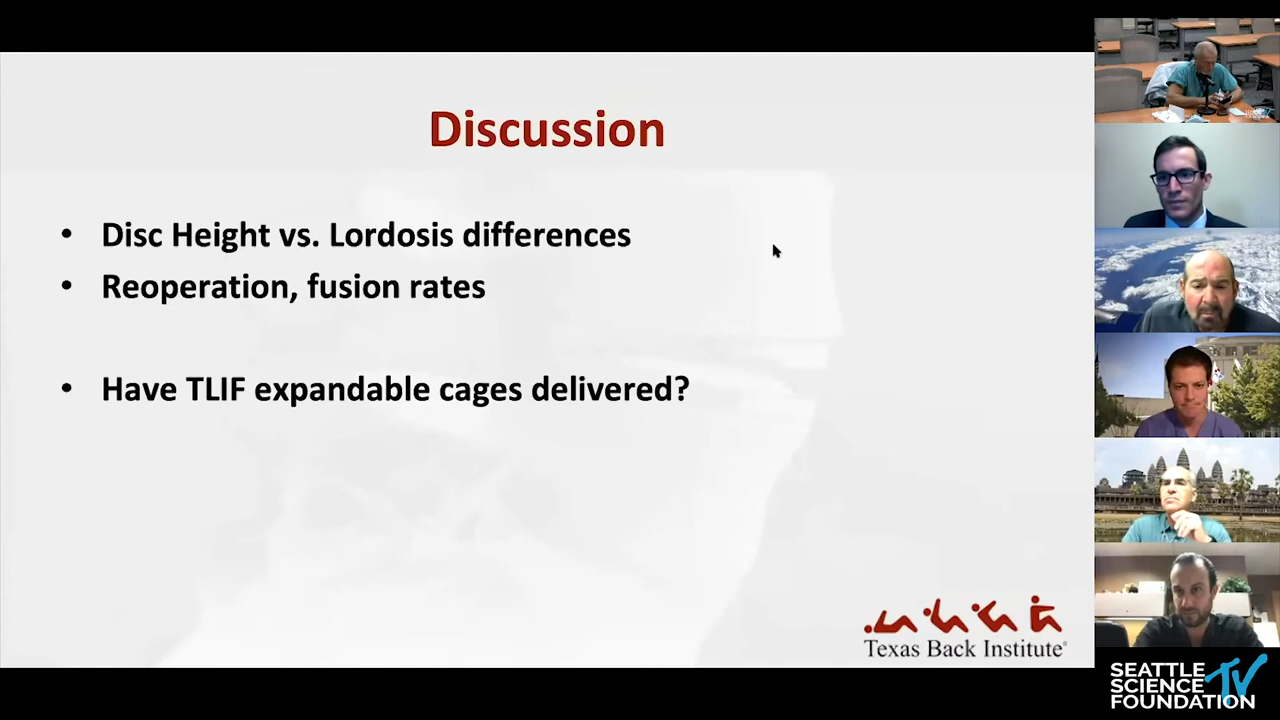 Discussion
• Disc Height vs. Lordosis differences
• Reoperation, fusion rates
• Have TLIF expandable cages delivered?
Texas Back Institute®
SEATTLE
SCIENCE
FOUNDATION
TV